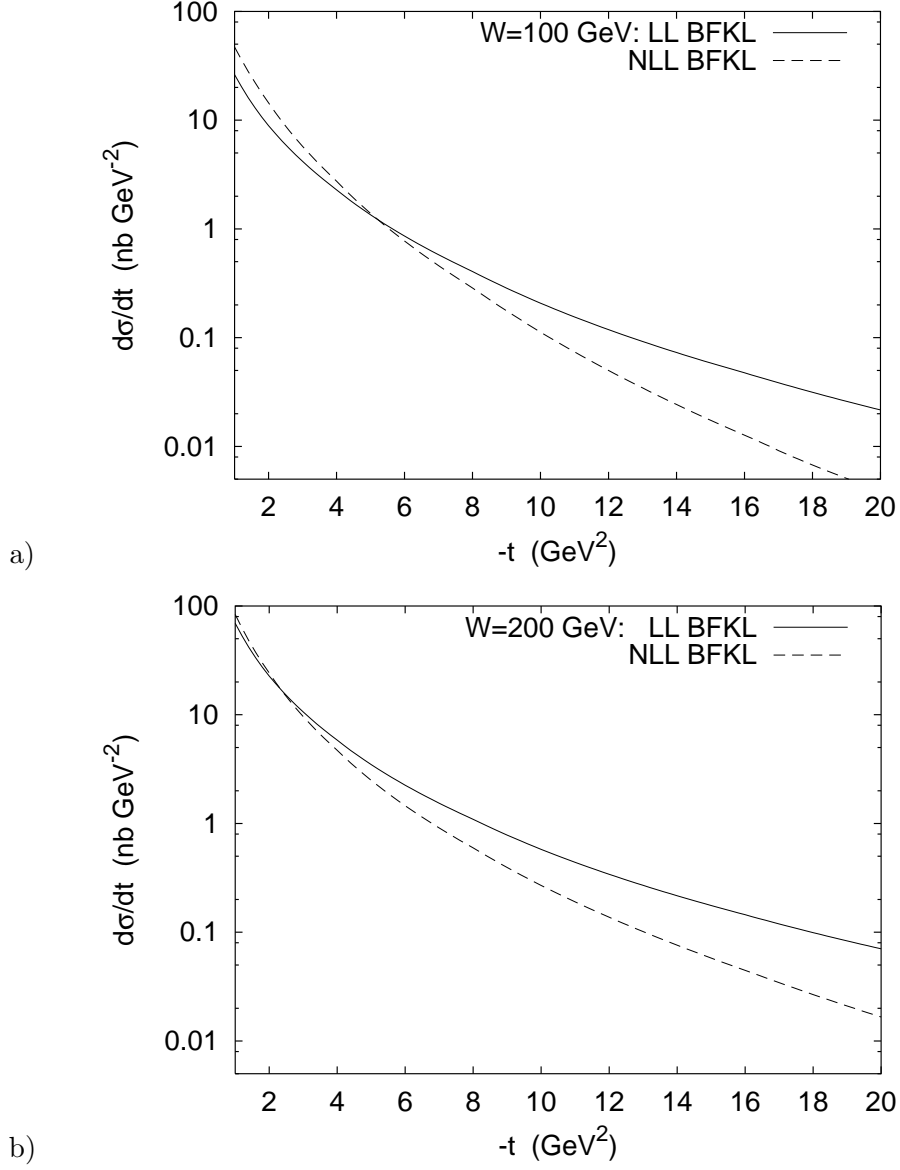 100
10
1
0.1
0.01
dσ/dt (nb GeV⁻²)
W=100 GeV: LL BFKL
NLL BFKL
2 4 6 8 10 12 14 16 18 20
-t (GeV²)
a)
100
10
1
0.1
0.01
dσ/dt (nb GeV⁻²)
W=200 GeV: LL BFKL
NLL BFKL
2 4 6 8 10 12 14 16 18 20
-t (GeV²)
b)